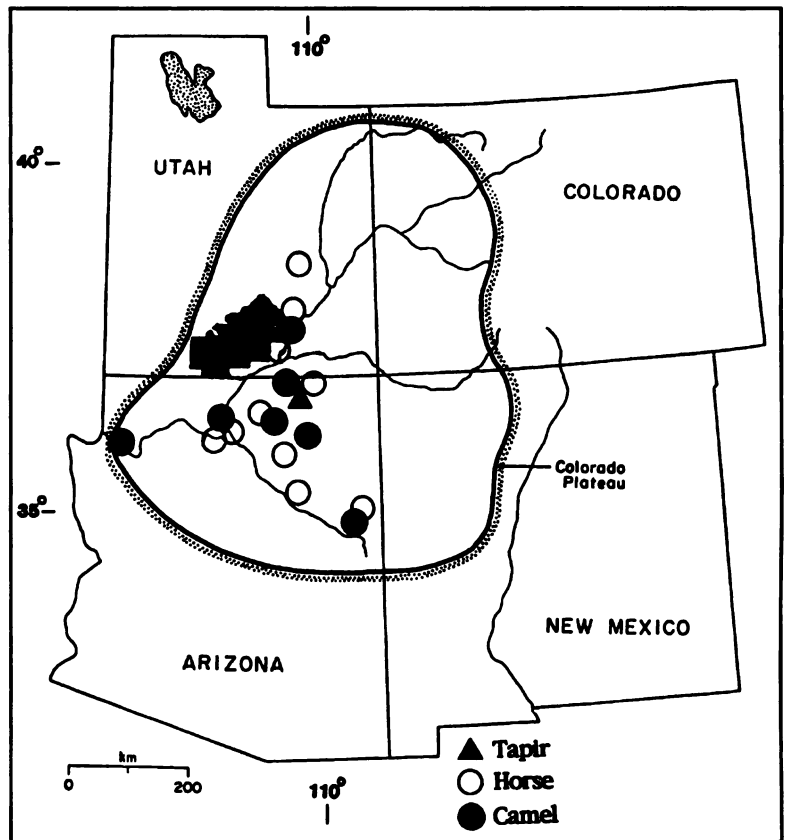 110°
40°
UTAH
COLORADO
Colorado
Plateau
35°
NEW MEXICO
ARIZONA
km
0 200
110°
Tapir
Horse
Camel